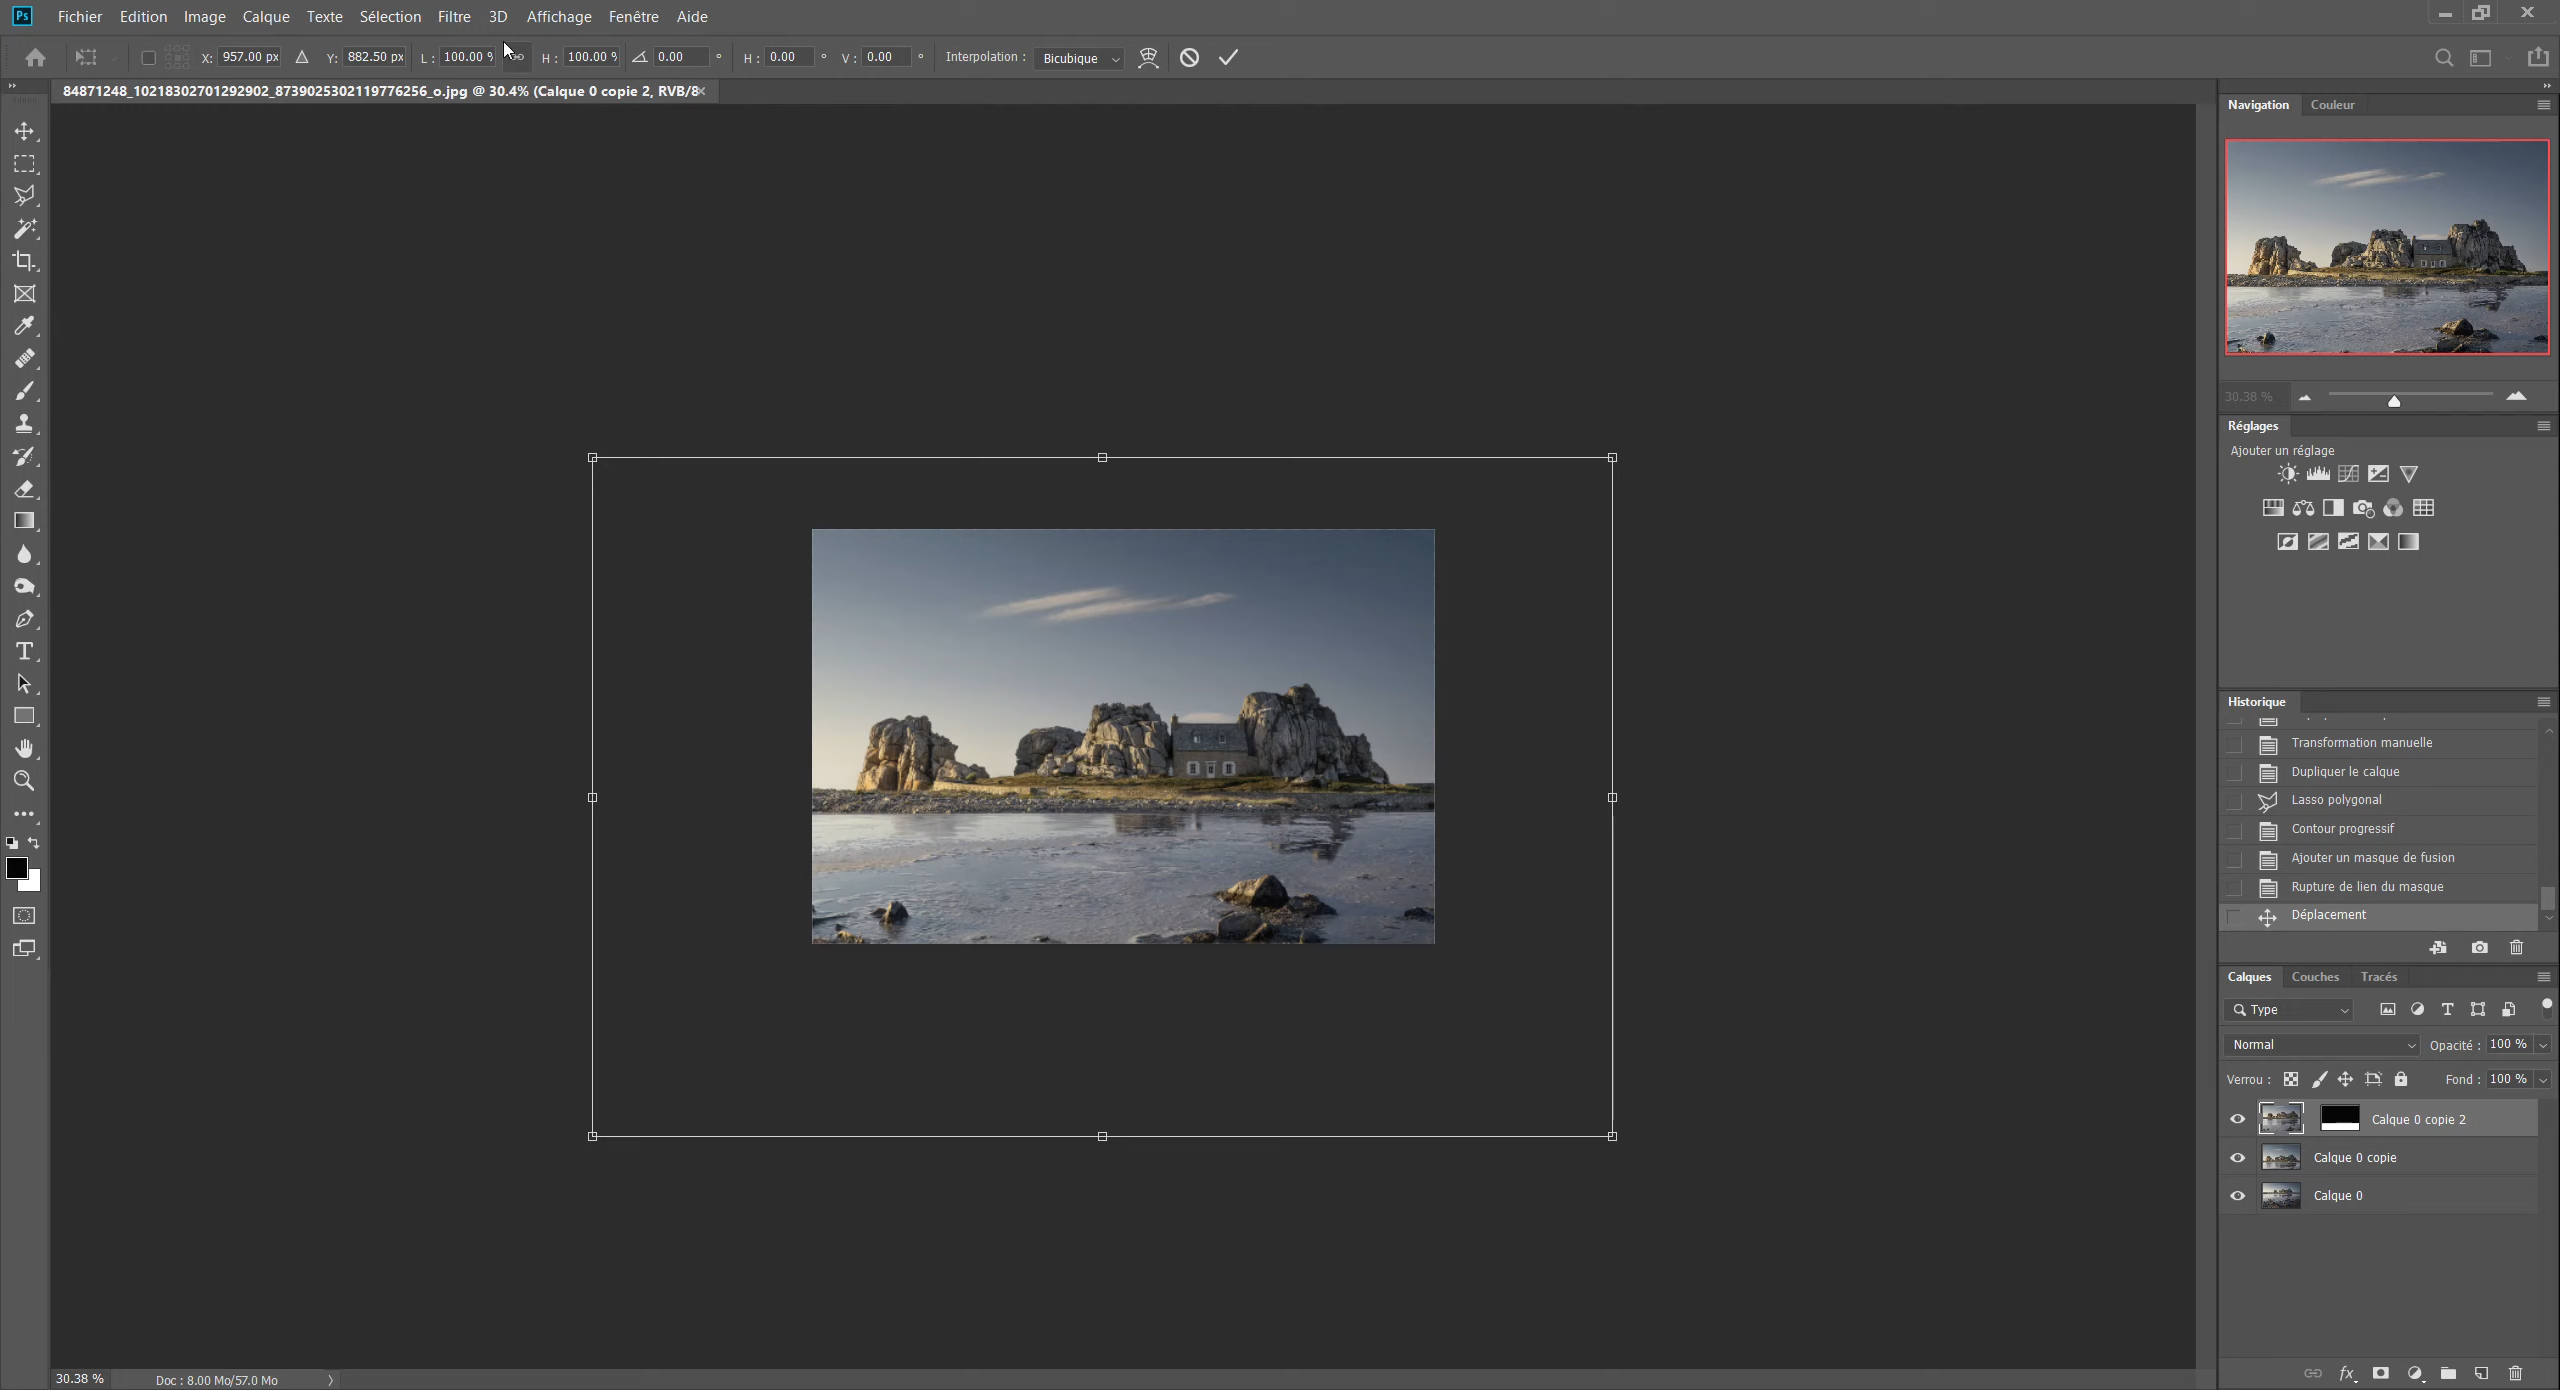 Ps Fichier Edition Image Calque Texte Sélection Filtre 3D Affichage Fenêtre Aide
X: 957.00 px Y: 882.50 px L : 100.00 % H : 100.00 % 0.00 ° H : 0.00 ° V : 0.00 ° Interpolation : Bicubique
84871248_10218302701292902_8739025302119776256_o.jpg @ 30.4% (Calque 0 copie 2, RVB/8
Navigation Couleur
30.38 %
Réglages
Ajouter un réglage
Historique
Transformation manuelle
Dupliquer le calque
Lasso polygonal
Contour progressif
Ajouter un masque de fusion
Rupture de lien du masque
Déplacement
Calques Couches Tracés
Type
Normal Opacité : 100 %
Verrou : Fond : 100 %
Calque 0 copie 2
Calque 0 copie
Calque 0
fx
30.38 % Doc : 8.00 Mo/57.0 Mo